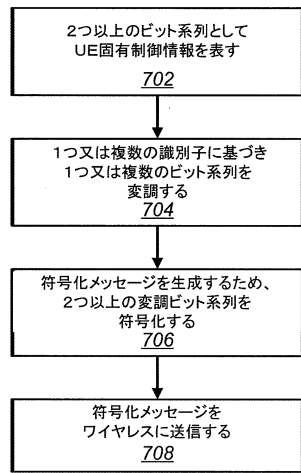 2つ以上のビット系列として
UE固有制御情報を表す
702
1つ又は複数の識別子に基づき
1つ又は複数のビット系列を
変調する
704
符号化メッセージを生成するため、
2つ以上の変調ビット系列を
符号化する
706
符号化メッセージを
ワイヤレスに送信する
708